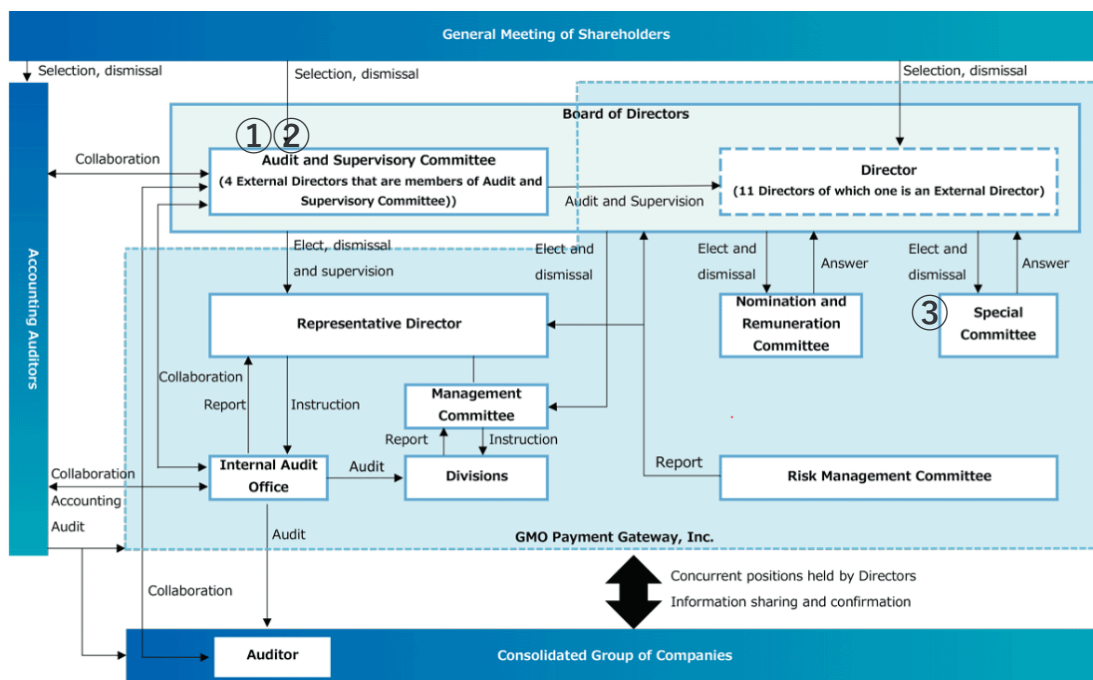 General Meeting of Shareholders
Selection, dismissal
Selection, dismissal
Selection, dismissal
Board of Directors
① ②
Collaboration
Audit and Supervisory Committee
(4 External Directors that are members of Audit and
Supervisory Committee))
Audit and Supervision
Director
(11 Directors of which one is an External Director)
Accounting Auditors
Elect, dismissal
and supervision
Elect and
dismissal
Elect and
dismissal
Answer
Elect and
dismissal
Answer
Representative Director
Nomination and
Remuneration
Committee
③
Special
Committee
Collaboration
Report
Instruction
Management
Committee
Report
Instruction
Collaboration
Internal Audit
Office
Audit
Divisions
Report
Risk Management Committee
Accounting
Audit
Audit
GMO Payment Gateway, Inc.
Collaboration
Concurrent positions held by Directors
Information sharing and confirmation
Auditor
Consolidated Group of Companies